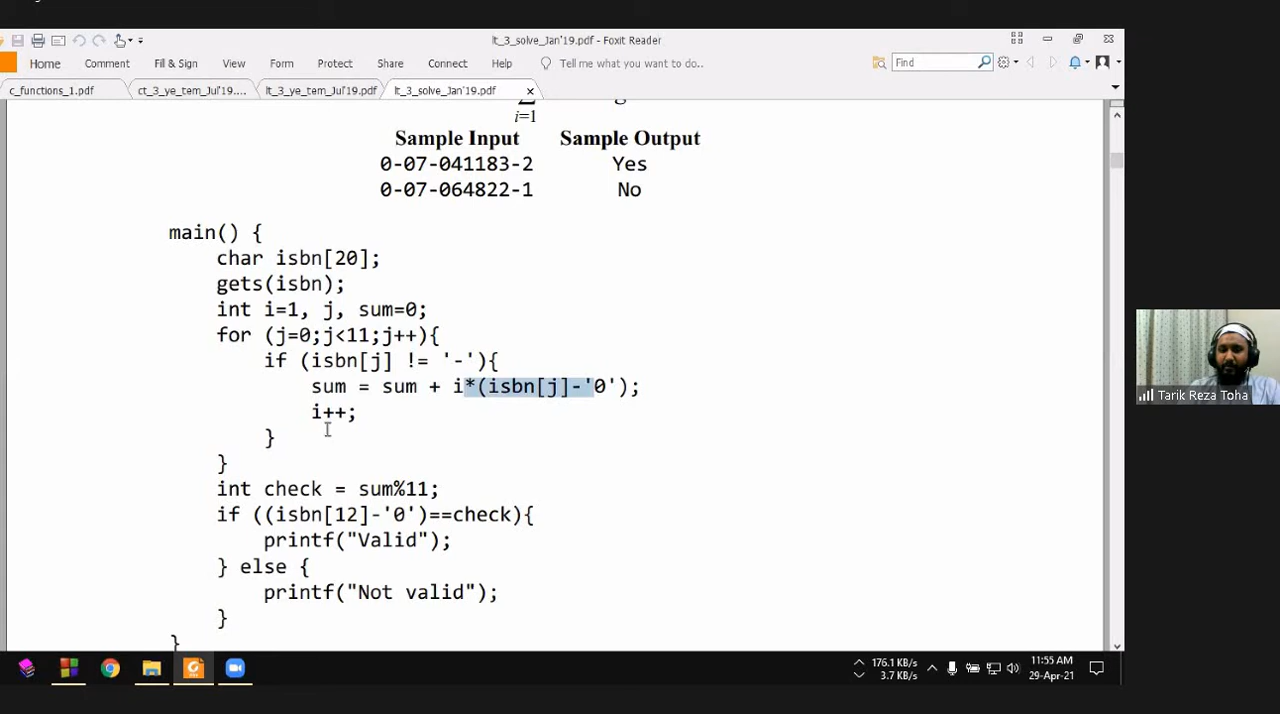 lt_3_solve_Jan'19.pdf - Foxit Reader
Home Comment Fill & Sign View Form Protect Share Connect Help Tell me what you want to do.. Find
c_functions_1.pdf ct_3_ye_tem_Jul'19.... lt_3_ye_tem_Jul'19.pdf lt_3_solve_Jan'19.pdf
i=1
Sample Input Sample Output
0-07-041183-2 Yes
0-07-064822-1 No
main() {
char isbn[20];
gets(isbn);
int i=1, j, sum=0;
for (j=0;j<11;j++){
if (isbn[j] != '-'){
sum = sum + i*(isbn[j]-'0');
i++;
}
}
int check = sum%11;
if ((isbn[12]-'0')==check){
printf("Valid");
} else {
printf("Not valid");
}
}
Tarik Reza Toha
176.1 KB/s
3.7 KB/s
11:55 AM
29-Apr-21